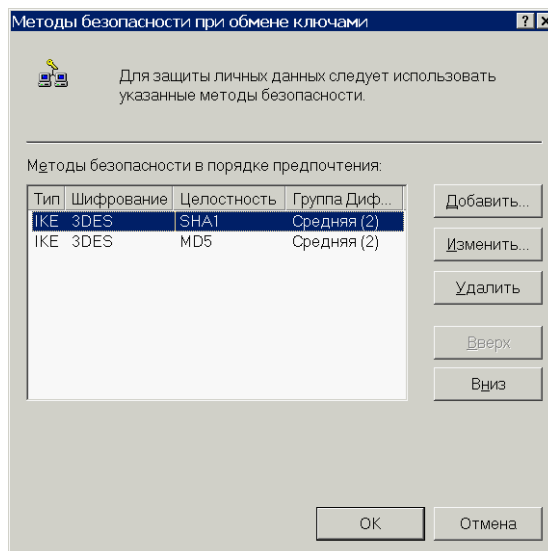 Методы безопасности при обмене ключами
Для защиты личных данных следует использовать
указанные методы безопасности.
Методы безопасности в порядке предпочтения:
Тип Шифрование Целостность Группа Диф...
IKE 3DES SHA1 Средняя (2)
IKE 3DES MD5 Средняя (2)
Добавить...
Изменить...
Удалить
Вверх
Вниз
OK Отмена